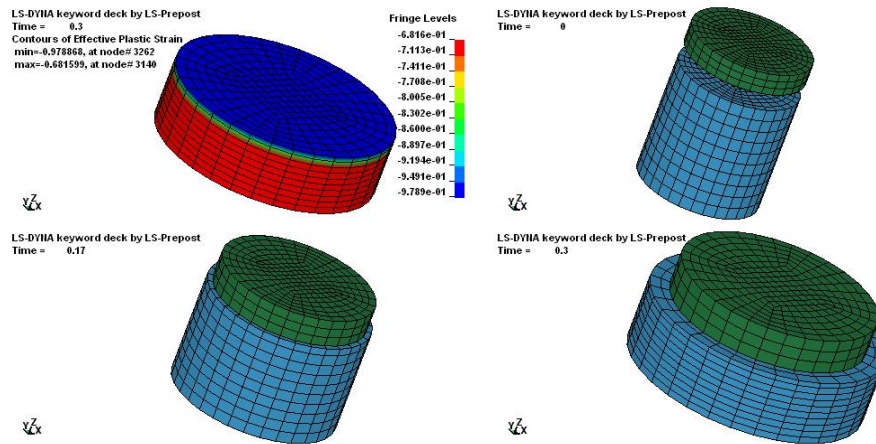 LS-DYNA keyword deck by LS-Prepost
Time = 0.3
Contours of Effective Plastic Strain
min=-0.978868, at node# 3262
max=-0.681599, at node# 3140
Fringe Levels
-6.816e-01
-7.113e-01
-7.411e-01
-7.708e-01
-8.005e-01
-8.302e-01
-8.600e-01
-8.897e-01
-9.194e-01
-9.491e-01
-9.789e-01
Y Z X
LS-DYNA keyword deck by LS-Prepost
Time = 0
Y Z X
LS-DYNA keyword deck by LS-Prepost
Time = 0.17
Y Z X
LS-DYNA keyword deck by LS-Prepost
Time = 0.3
Y Z X